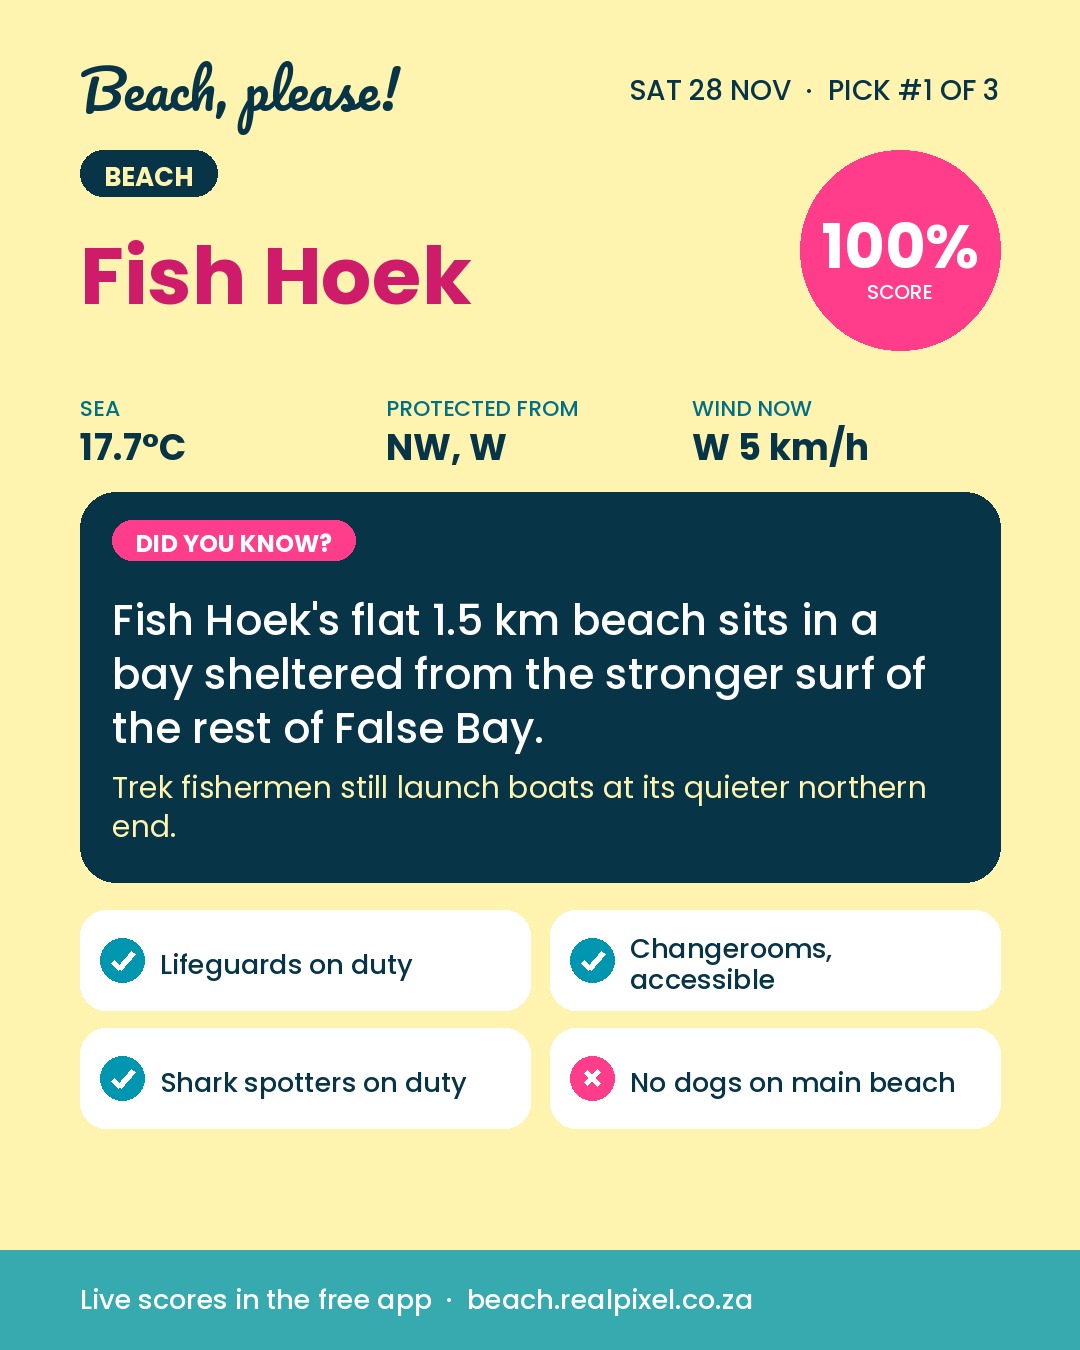 Beach, please!
SAT 28 NOV · PICK #1 OF 3
BEACH
Fish Hoek
100%
SCORE
SEA
17.7°C
PROTECTED FROM
NW, W
WIND NOW
W 5 km/h
DID YOU KNOW?
Fish Hoek's flat 1.5 km beach sits in a
bay sheltered from the stronger surf of
the rest of False Bay.
Trek fishermen still launch boats at its quieter northern
end.
Lifeguards on duty
Changerooms,
accessible
Shark spotters on duty
No dogs on main beach
Live scores in the free app · beach.realpixel.co.za